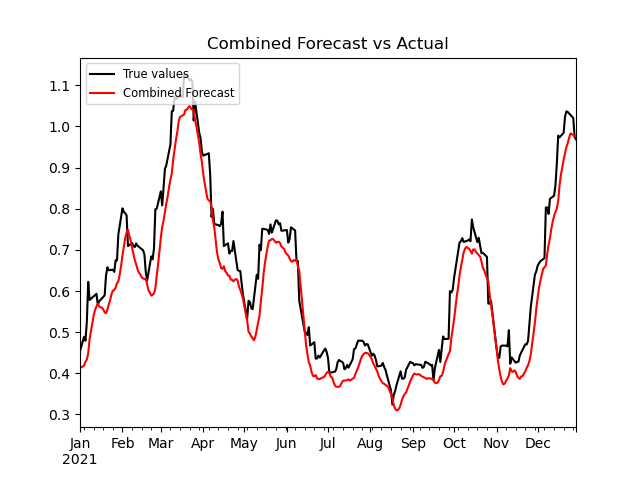 Combined Forecast vs Actual
True values
Combined Forecast
1.1
1.0
0.9
0.8
0.7
0.6
0.5
0.4
0.3
Jan Feb Mar Apr May Jun Jul Aug Sep Oct Nov Dec
2021